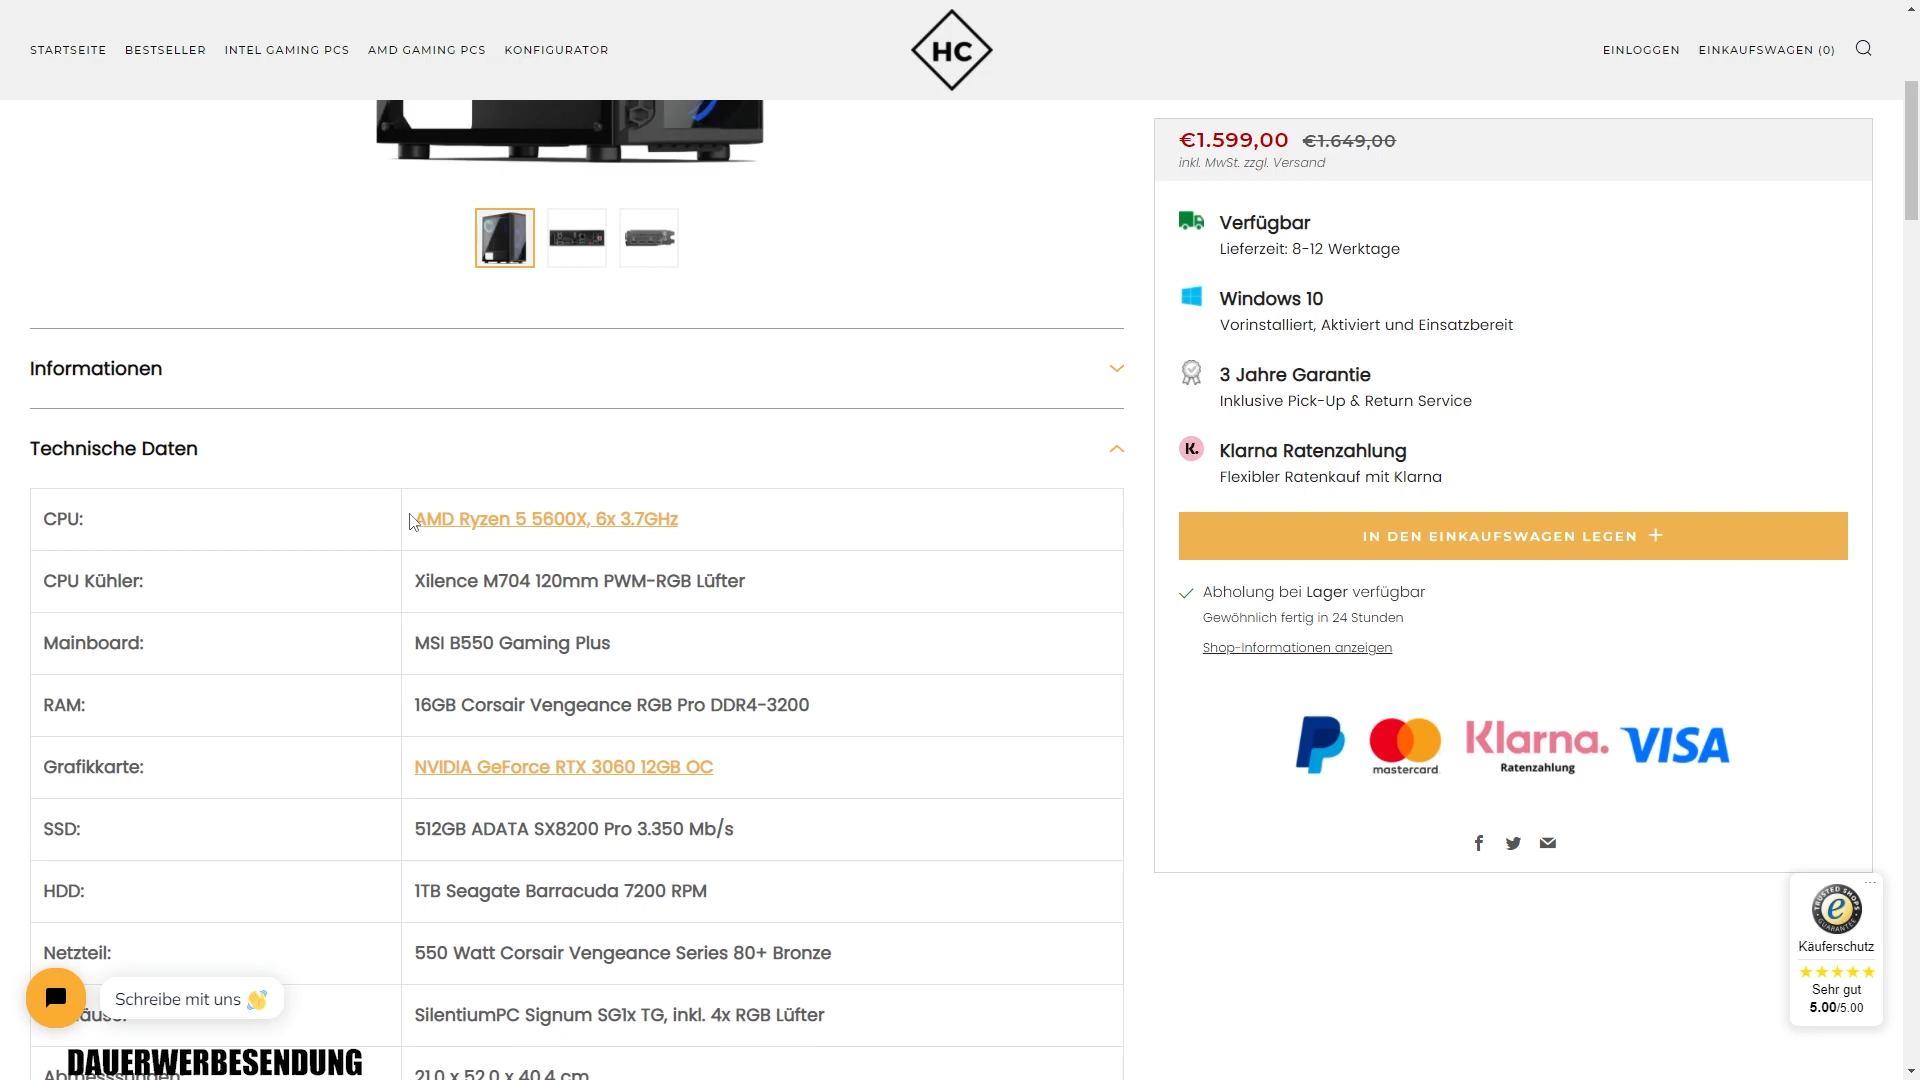 STARTSEITE BESTSELLER INTEL GAMING PCS AMD GAMING PCS KONFIGURATOR
HC
EINLOGGEN EINKAUFSWAGEN (0)
€1.599,00 €1.649,00
inkl. MwSt. zzgl. Versand
Verfügbar
Lieferzeit: 8-12 Werktage
Windows 10
Vorinstalliert, Aktiviert und Einsatzbereit
3 Jahre Garantie
Inklusive Pick-Up & Return Service
K.
Klarna Ratenzahlung
Flexibler Ratenkauf mit Klarna
IN DEN EINKAUFSWAGEN LEGEN +
Abholung bei Lager verfügbar
Gewöhnlich fertig in 24 Stunden
Shop-Informationen anzeigen
mastercard.
Klarna.
Ratenzahlung
VISA
Informationen
Technische Daten
CPU: AMD Ryzen 5 5600X, 6x 3.7GHz
CPU Kühler: Xilence M704 120mm PWM-RGB Lüfter
Mainboard: MSI B550 Gaming Plus
RAM: 16GB Corsair Vengeance RGB Pro DDR4-3200
Grafikkarte: NVIDIA GeForce RTX 3060 12GB OC
SSD: 512GB ADATA SX8200 Pro 3.350 Mb/s
HDD: 1TB Seagate Barracuda 7200 RPM
Netzteil: 550 Watt Corsair Vengeance Series 80+ Bronze
SilentiumPC Signum SG1x TG, inkl. 4x RGB Lüfter
21.0 x 52.0 x 40.4 cm
Schreibe mit uns 👋
DAUERWERBESENDUNG
TRUSTED SHOPS
GUARANTEE
e
Käuferschutz
Sehr gut
5.00/5.00